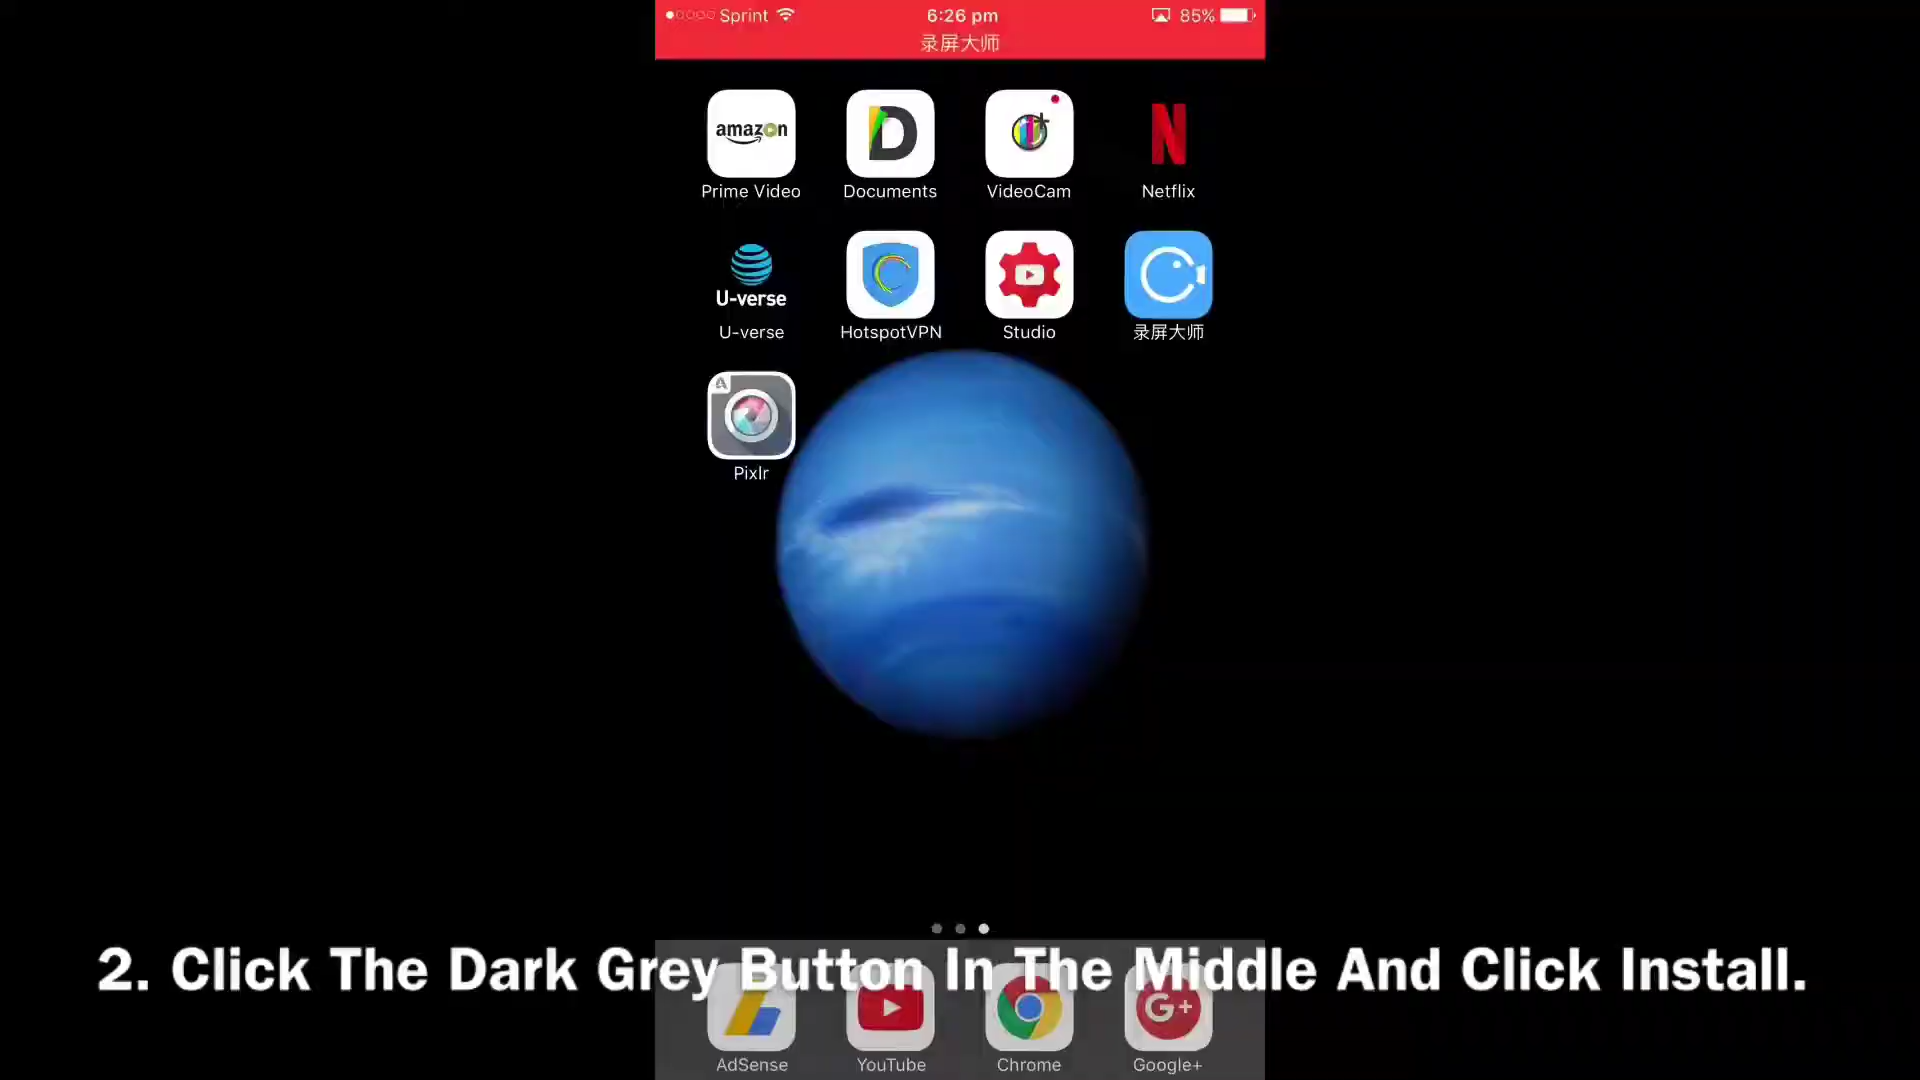 Sprint 6:26 pm 85%
录屏大师
amazon
Prime Video Documents VideoCam Netflix
U-verse
U-verse HotspotVPN Studio 录屏大师
Pixlr
2. Click The Dark Grey Button In The Middle And Click Install.
G+
AdSense YouTube Chrome Google+